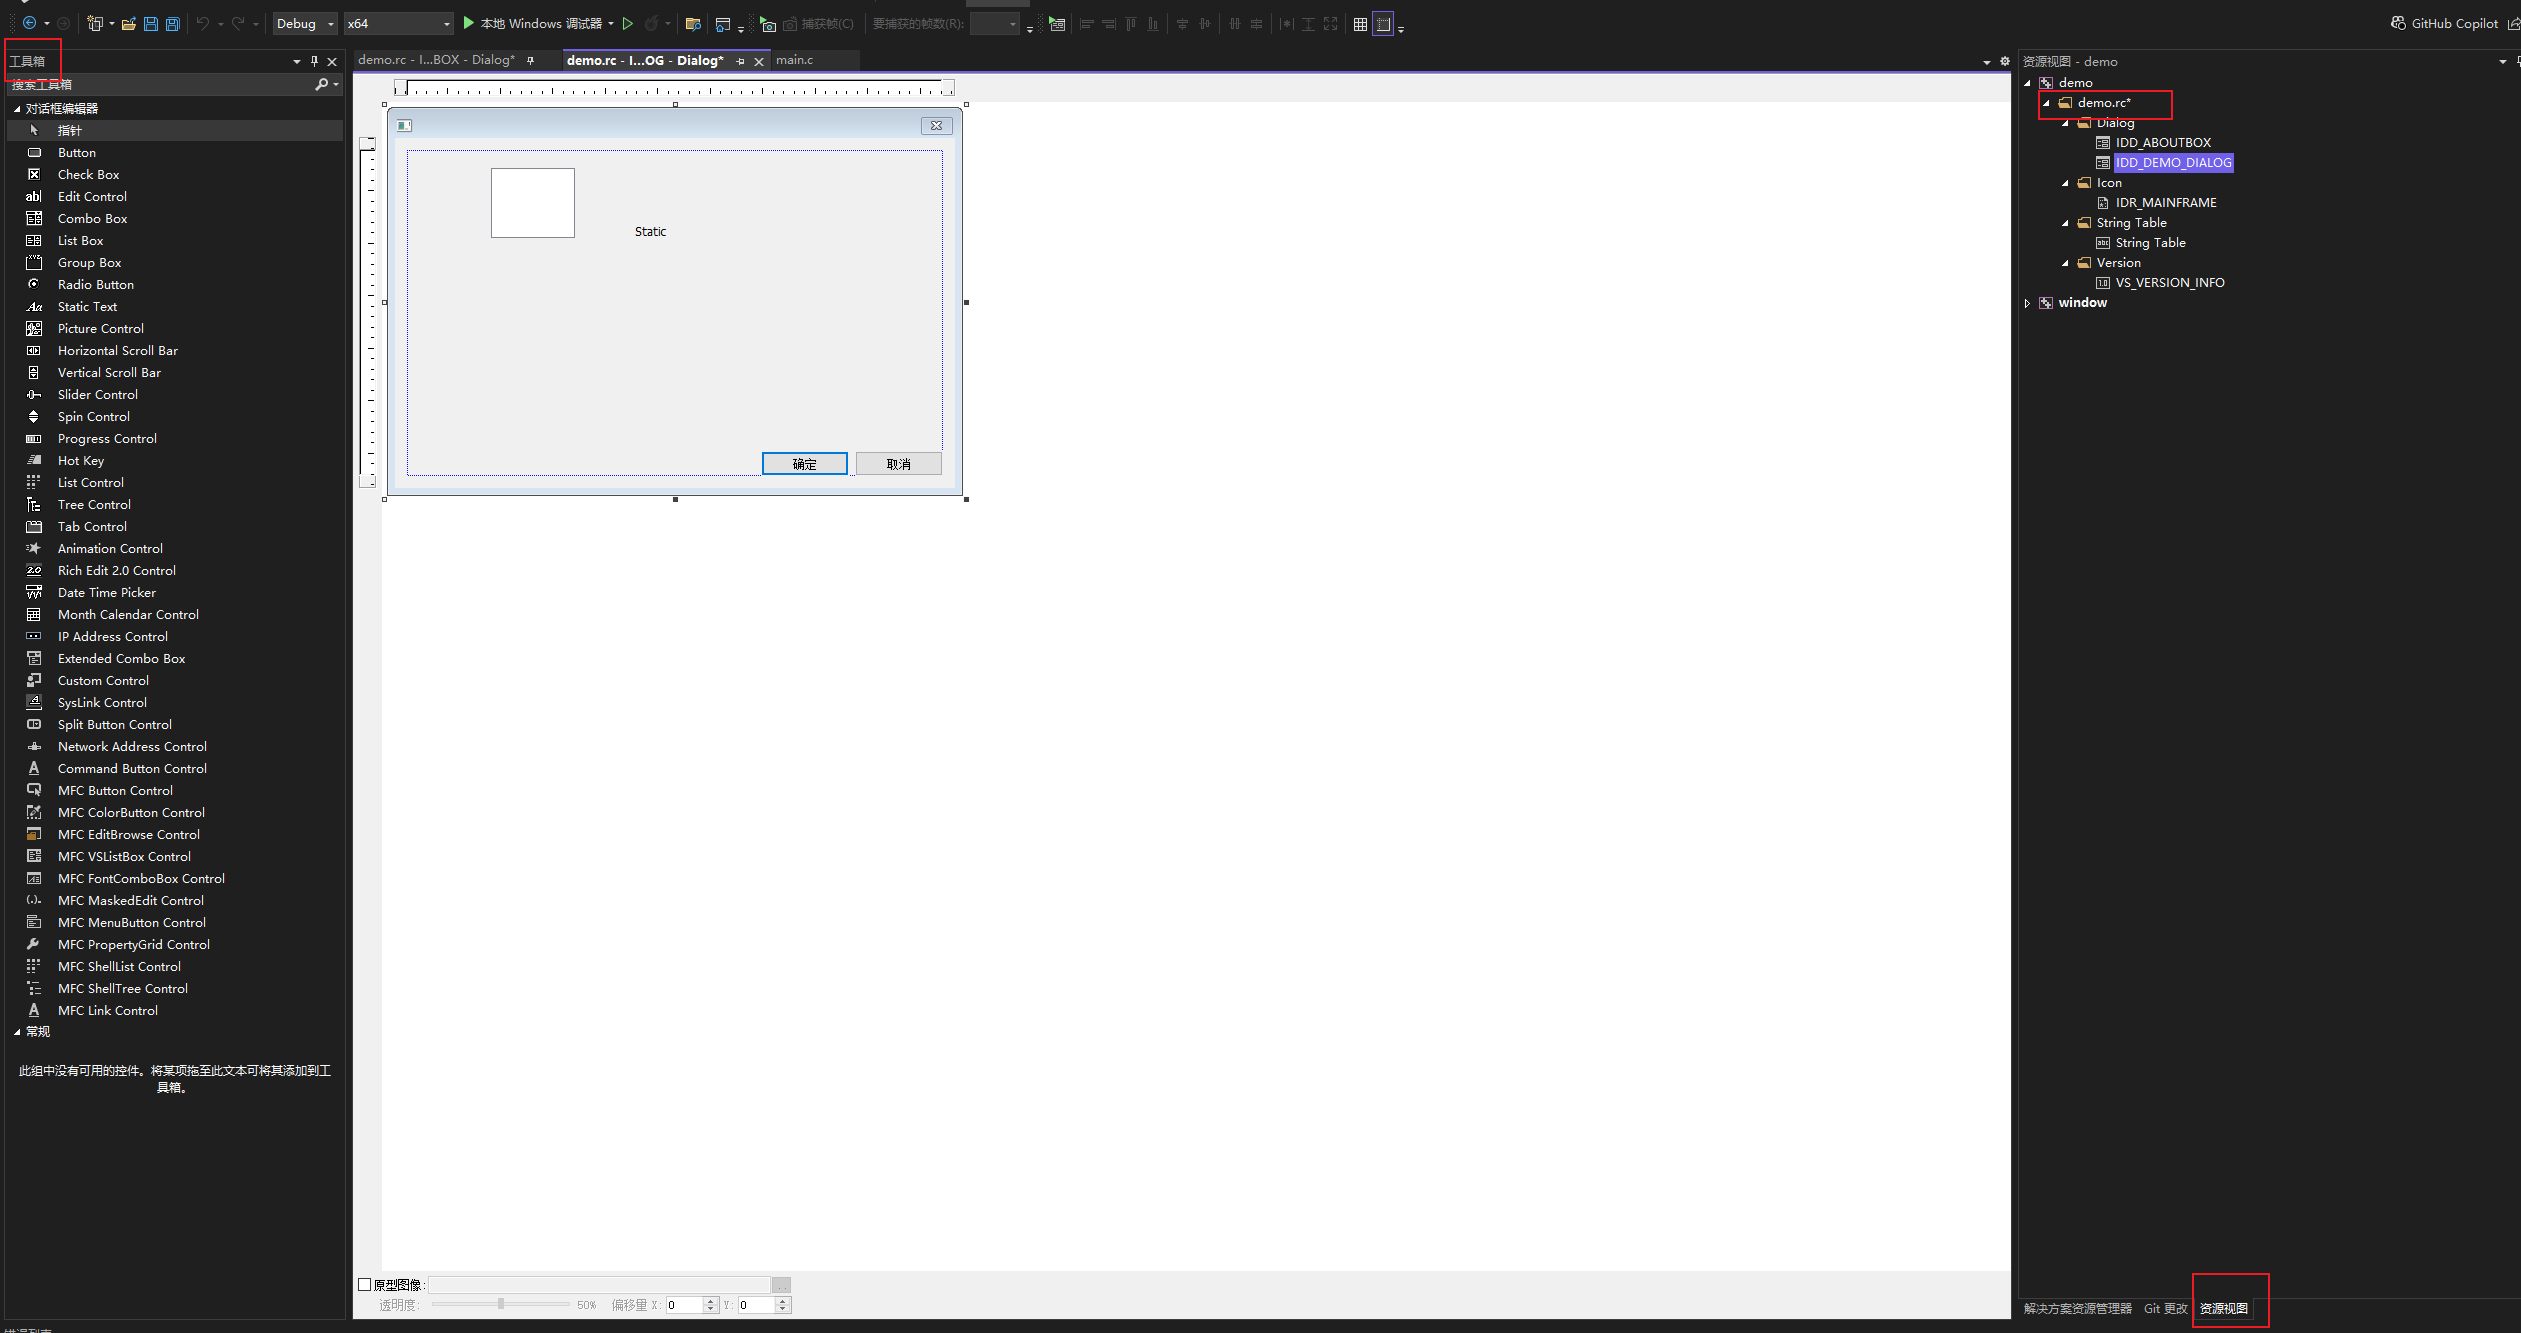 Debug
x64
本地 Windows 调试器
捕获帧(C)
要捕获的帧数(R):
GitHub Copilot
工具箱
搜索工具箱
对话框编辑器
指针
Button
Check Box
Edit Control
Combo Box
List Box
Group Box
Radio Button
Static Text
Picture Control
Horizontal Scroll Bar
Vertical Scroll Bar
Slider Control
Spin Control
Progress Control
Hot Key
List Control
Tree Control
Tab Control
Animation Control
Rich Edit 2.0 Control
Date Time Picker
Month Calendar Control
IP Address Control
Extended Combo Box
Custom Control
SysLink Control
Split Button Control
Network Address Control
Command Button Control
MFC Button Control
MFC ColorButton Control
MFC EditBrowse Control
MFC VSListBox Control
MFC FontComboBox Control
MFC MaskedEdit Control
MFC MenuButton Control
MFC PropertyGrid Control
MFC ShellList Control
MFC ShellTree Control
MFC Link Control
常规
此组中没有可用的控件。将某项拖至此文本可将其添加到工
具箱。
demo.rc - I...BOX - Dialog*
demo.rc - I...OG - Dialog*
main.c
Static
确定
取消
原型图像:
透明度:
50%
偏移量 X:
0
Y:
0
资源视图 - demo
demo
demo.rc*
Dialog
IDD_ABOUTBOX
IDD_DEMO_DIALOG
Icon
IDR_MAINFRAME
String Table
String Table
Version
VS_VERSION_INFO
window
解决方案资源管理器
Git 更改
资源视图